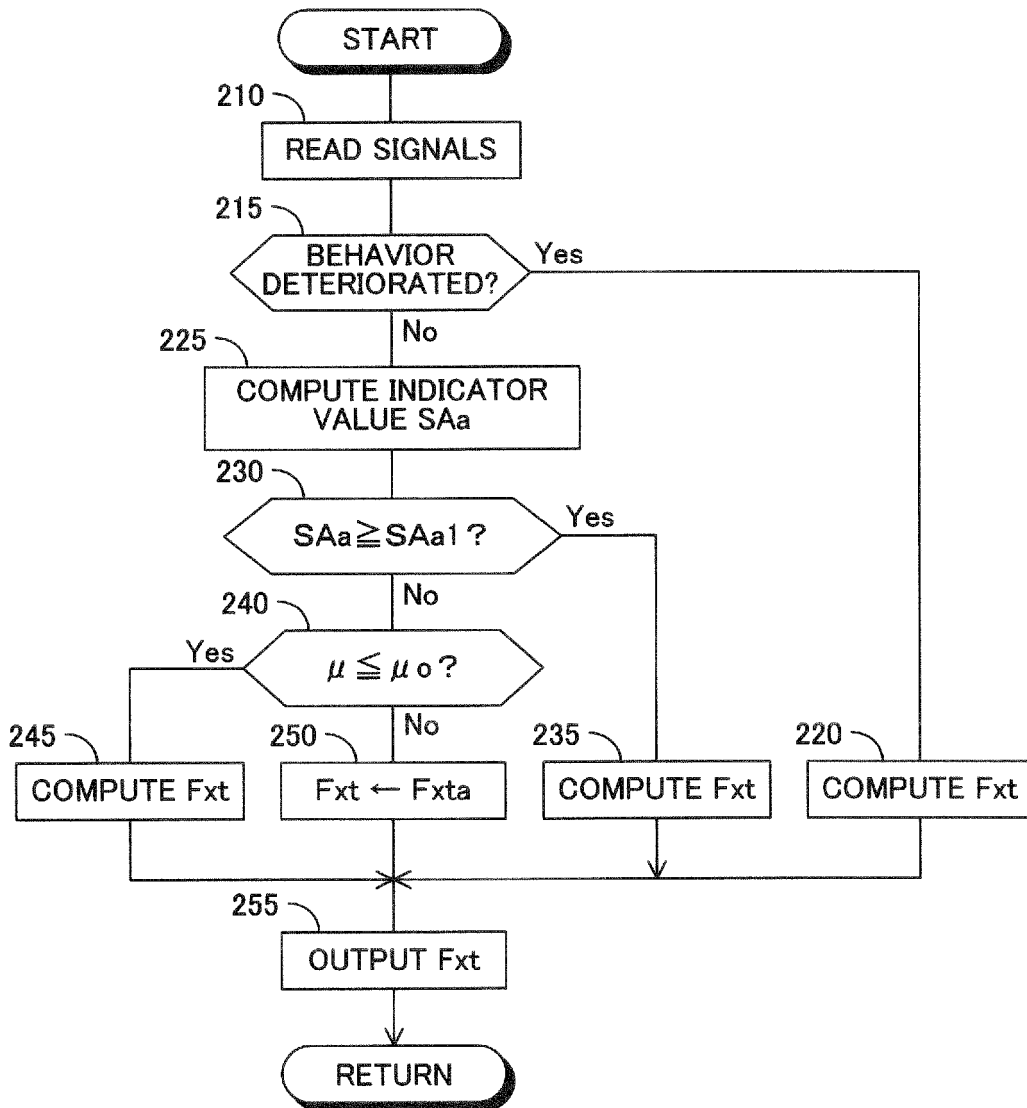 START
210
READ SIGNALS
215
BEHAVIOR
DETERIORATED?
Yes
No
225
COMPUTE INDICATOR
VALUE SAa
230
SAa≧SAa1?
Yes
No
240
μ≦μo?
Yes
No
245
COMPUTE Fxt
250
Fxt ← Fxta
235
COMPUTE Fxt
220
COMPUTE Fxt
255
OUTPUT Fxt
RETURN